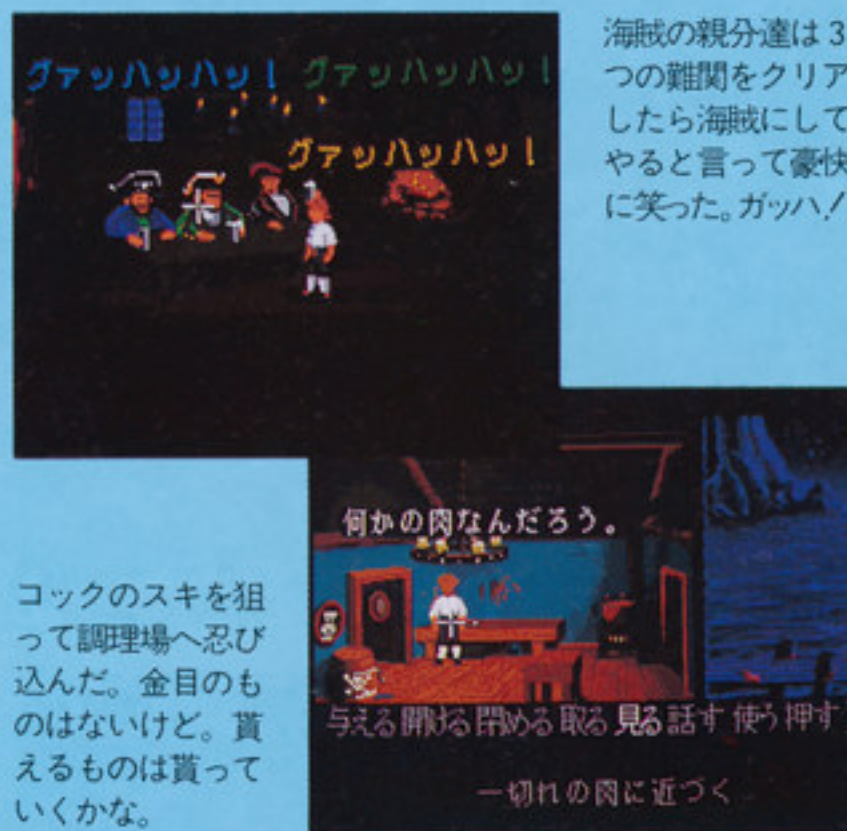 グァッハッハッ！ グァッハッハッ！
グァッハッハッ！
海賊の親分達は3
つの難関をクリア
したら海賊にして
やると言って豪快
に笑った。ガッハ！
何かの肉なんだろう。
与える 開ける 閉める 取る 見る 話す 使う 押す
一切れの肉に近づく
コックのスキを狙
って調理場へ忍び
込んだ。金目のも
のはないけど。貰
えるものは貰って
いくかな。